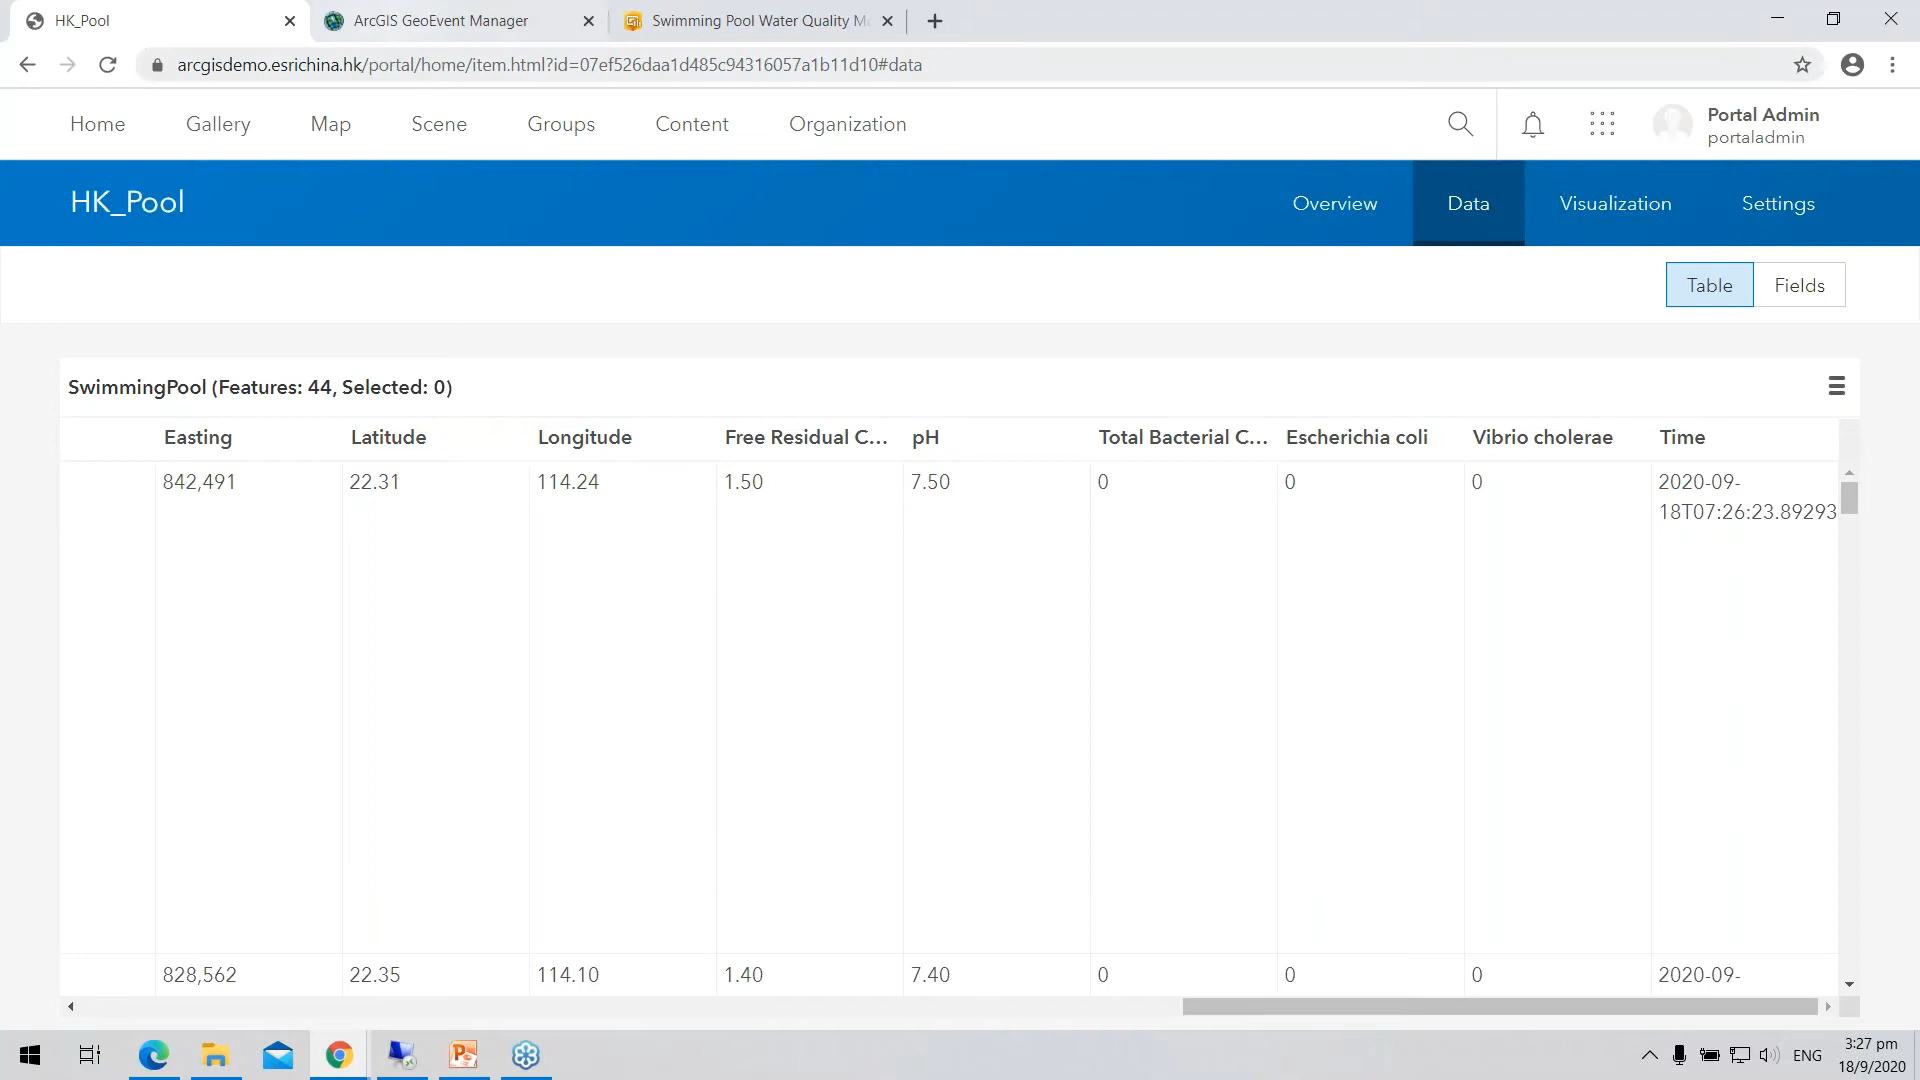 HK_Pool
ArcGIS GeoEvent Manager
Swimming Pool Water Quality M
arcgisdemo.esrichina.hk/portal/home/item.html?id=07ef526daa1d485c94316057a1b11d10#data
Home Gallery Map Scene Groups Content Organization
Portal Admin
portaladmin
HK_Pool
Overview Data Visualization Settings
Table Fields
SwimmingPool (Features: 44, Selected: 0)
Easting Latitude Longitude Free Residual C... pH Total Bacterial C... Escherichia coli Vibrio cholerae Time
842,491 22.31 114.24 1.50 7.50 0 0 0 2020-09-
18T07:26:23.89293
828,562 22.35 114.10 1.40 7.40 0 0 0 2020-09-
ENG
3:27 pm
18/9/2020